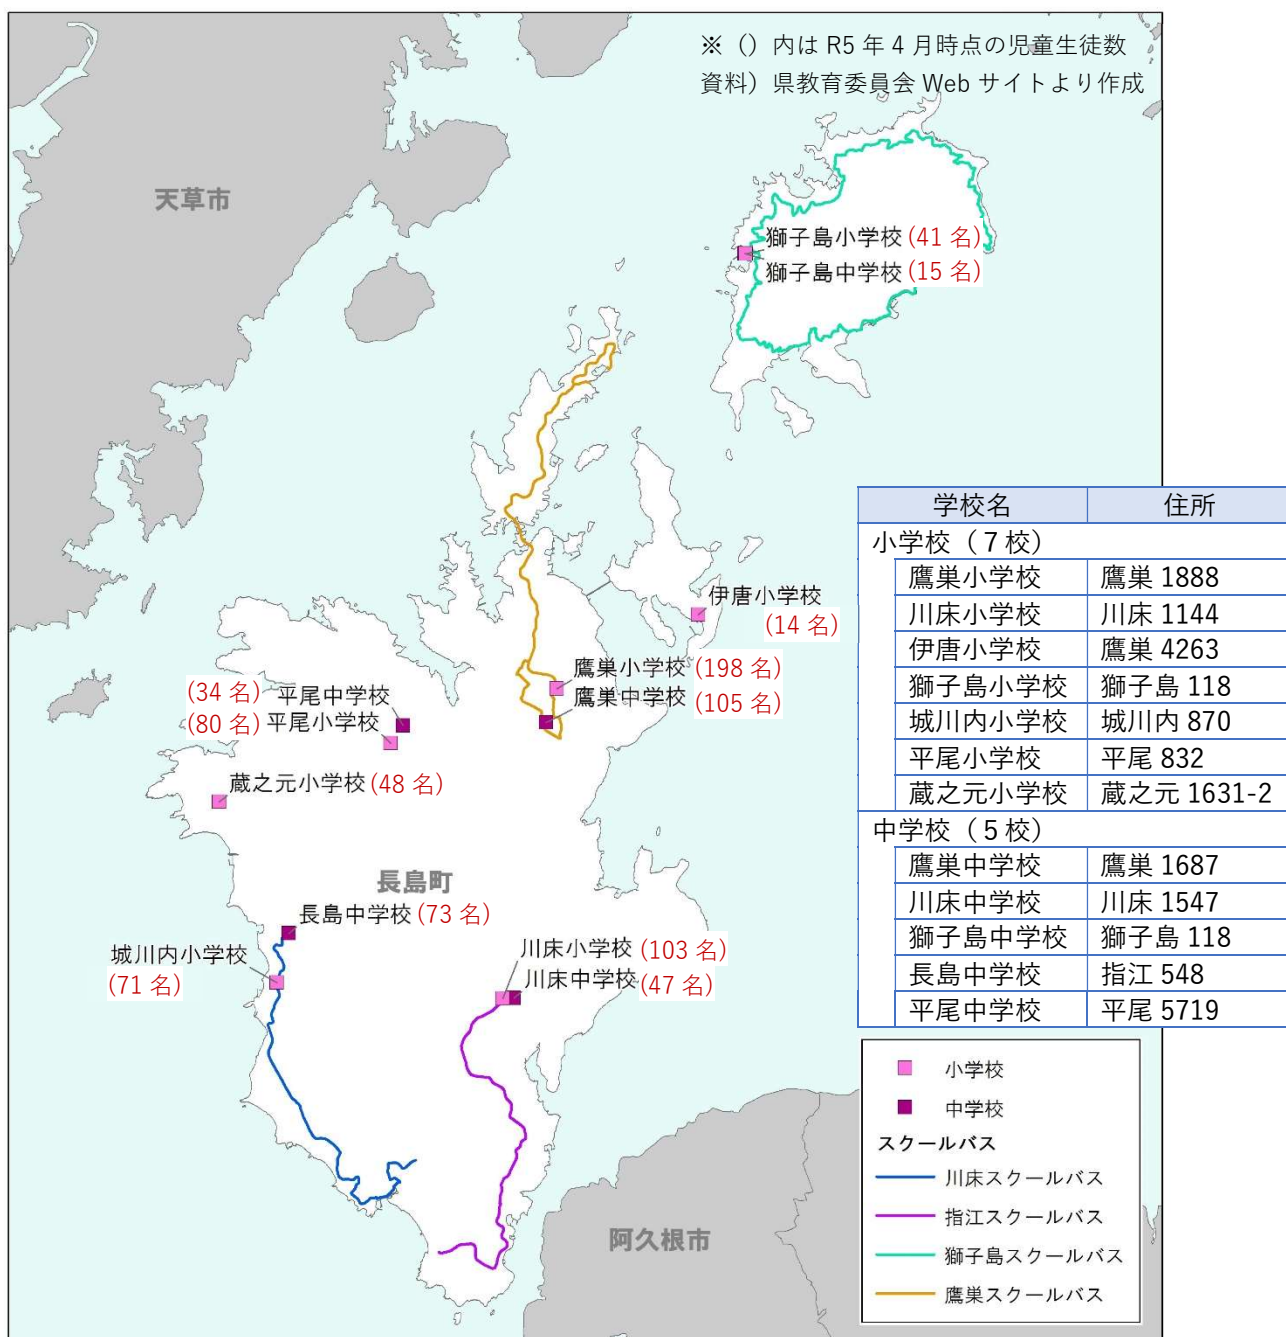 ※（）内は R5 年 4 月時点の児童生徒数
資料）県教育委員会 Web サイトより作成
天草市
獅子島小学校 (41 名)
獅子島中学校 (15 名)
伊唐小学校
(14 名)
鷹巣小学校 (198 名)
鷹巣中学校 (105 名)
(34 名) 平尾中学校
(80 名) 平尾小学校
蔵之元小学校 (48 名)
長島町
長島中学校 (73 名)
城川内小学校
(71 名)
川床小学校 (103 名)
川床中学校 (47 名)
阿久根市
学校名 住所
小学校（７校）
鷹巣小学校 鷹巣 1888
川床小学校 川床 1144
伊唐小学校 鷹巣 4263
獅子島小学校 獅子島 118
城川内小学校 城川内 870
平尾小学校 平尾 832
蔵之元小学校 蔵之元 1631-2
中学校（５校）
鷹巣中学校 鷹巣 1687
川床中学校 川床 1547
獅子島中学校 獅子島 118
長島中学校 指江 548
平尾中学校 平尾 5719
小学校
中学校
スクールバス
川床スクールバス
指江スクールバス
獅子島スクールバス
鷹巣スクールバス